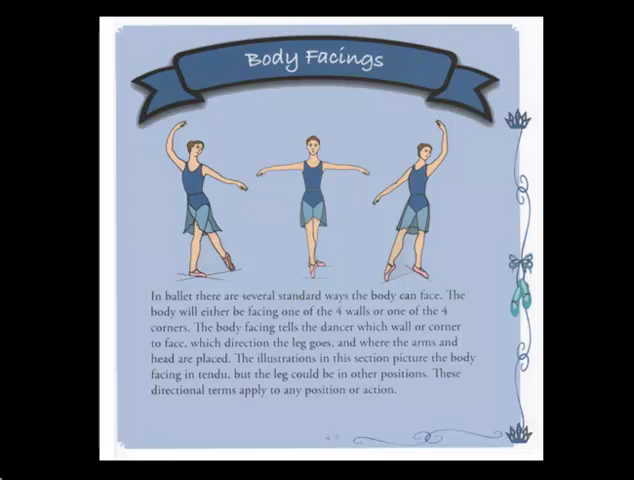 Body Facings
In ballet there are several standard ways the body can face. The
body will either be facing one of the 4 walls or one of the 4
corners. The body facing tells the dancer which wall or corner
to face, which direction the leg goes, and where the arms and
head are placed. The illustrations in this section picture the body
facing in tendu, but the leg could be in other positions. These
directional terms apply to any position or action.